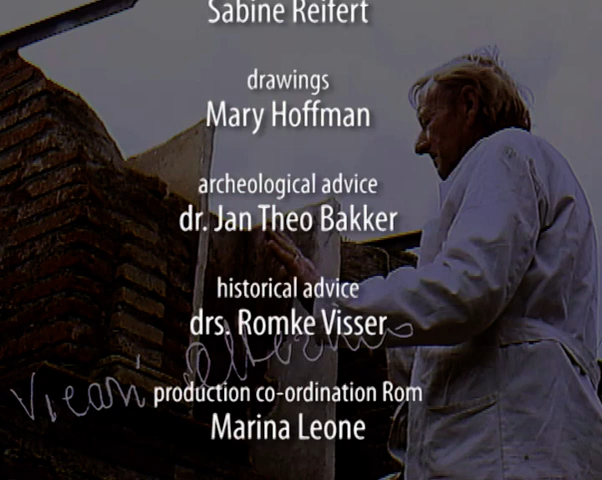 Sabine Reifert
drawings
Mary Hoffman
archeological advice
dr. Jan Theo Bakker
historical advice
drs. Romke Visser
production co-ordination Rom
Marina Leone